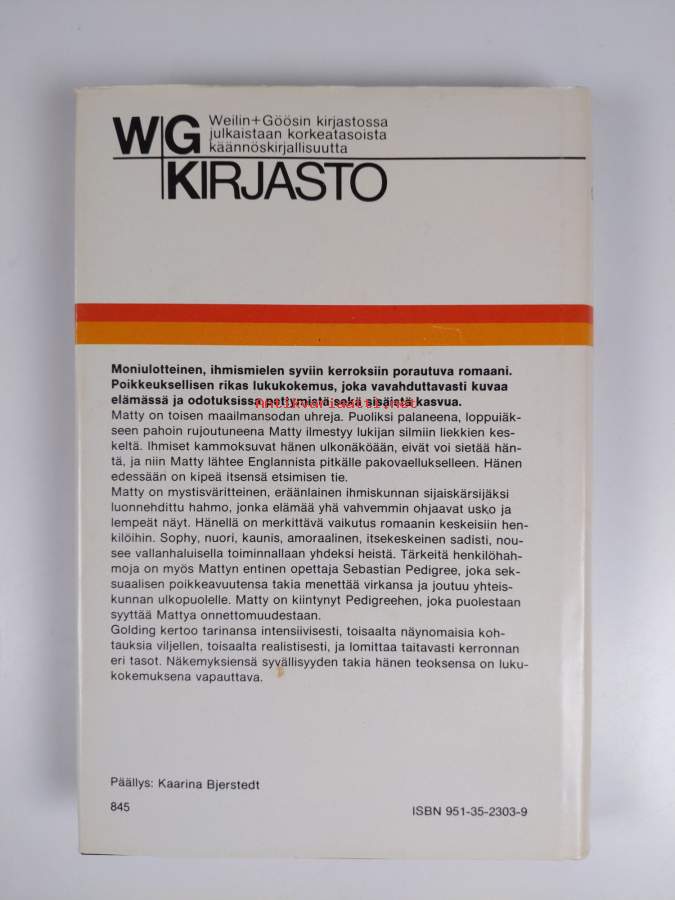 Weilin+Göösin kirjastossa
julkaistaan korkeatasoista
käännöskirjallisuutta
WG
KIRJASTO
Moniulotteinen, ihmismielen syviin kerroksiin porautuva romaani.
Poikkeuksellisen rikas lukukokemus, joka vavahduttavasti kuvaa
elämässä ja odotuksissa pettymistä sekä sisäistä kasvua.
Antikvariaatti.net
Matty on toisen maailmansodan uhreja. Puoliksi palaneena, loppuiäk-
seen pahoin rujoutuneena Matty ilmestyy lukijan silmiin liekkien kes-
keltä. Ihmiset kammoksuvat hänen ulkonäköään, eivät voi sietää hän-
tä, ja niin Matty lähtee Englannista pitkälle pakovaellukselleen. Hänen
edessään on kipeä itsensä etsimisen tie.
Matty on mystisväritteinen, eräänlainen ihmiskunnan sijaiskärsijäksi
luonnehdittu hahmo, jonka elämää yhä vahvemmin ohjaavat usko ja
lempeät näyt. Hänellä on merkittävä vaikutus romaanin keskeisiin hen-
kilöihin. Sophy, nuori, kaunis, amoraalinen, itsekeskeinen sadisti, nou-
see vallanhaluisella toiminnallaan yhdeksi heistä. Tärkeitä henkilöhah-
moja on myös Mattyn entinen opettaja Sebastian Pedigree, joka sek-
suaalisen poikkeavuutensa takia menettää virkansa ja joutuu yhteis-
kunnan ulkopuolelle. Matty on kiintynyt Pedigreehen, joka puolestaan
syyttää Mattya onnettomuudestaan.
Golding kertoo tarinansa intensiivisesti, toisaalta näynomaisia koh-
tauksia viljellen, toisaalta realistisesti, ja lomittaa taitavasti kerronnan
eri tasot. Näkemyksiensä syvällisyyden takia hänen teoksensa on luku-
kokemuksena vapauttava.
Päällys: Kaarina Bjerstedt
845
ISBN 951-35-2303-9